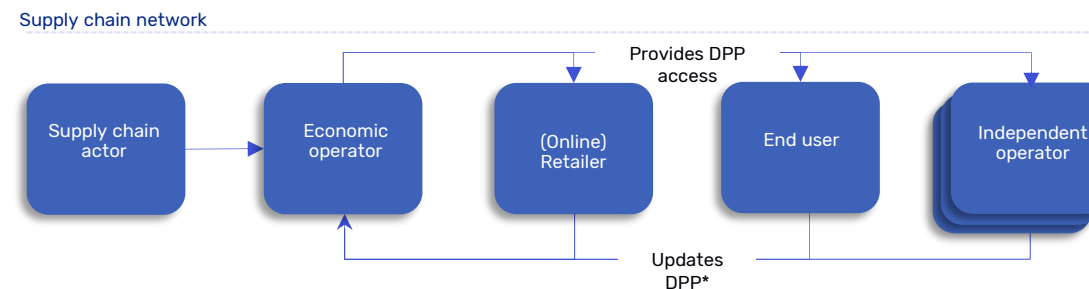 Supply chain network
Provides DPP
access
Supply chain
actor
Economic
operator
(Online)
Retailer
End user
Independent
operator
Updates
DPP*